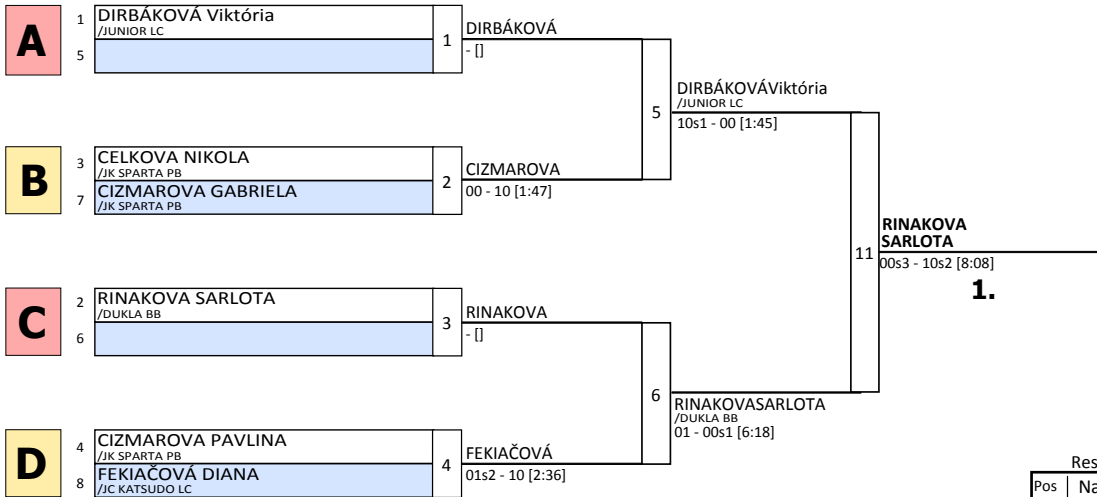 A
1 DIRBÁKOVÁ Viktória
/JUNIOR LC
5
1
DIRBÁKOVÁ
- []
B
3 CELKOVA NIKOLA
/JK SPARTA PB
7 CIZMAROVA GABRIELA
/JK SPARTA PB
2
CIZMAROVA
00 - 10 [1:47]
5
DIRBÁKOVÁViktória
/JUNIOR LC
10s1 - 00 [1:45]
C
2 RINAKOVA SARLOTA
/DUKLA BB
6
3
RINAKOVA
- []
D
4 CIZMAROVA PAVLINA
/JK SPARTA PB
8 FEKIAČOVÁ DIANA
/JC KATSUDO LC
4
FEKIAČOVÁ
01s2 - 10 [2:36]
6
RINAKOVASARLOTA
/DUKLA BB
01 - 00s1 [6:18]
11
RINAKOVA
SARLOTA
00s3 - 10s2 [8:08]
1.
Res
Pos Na